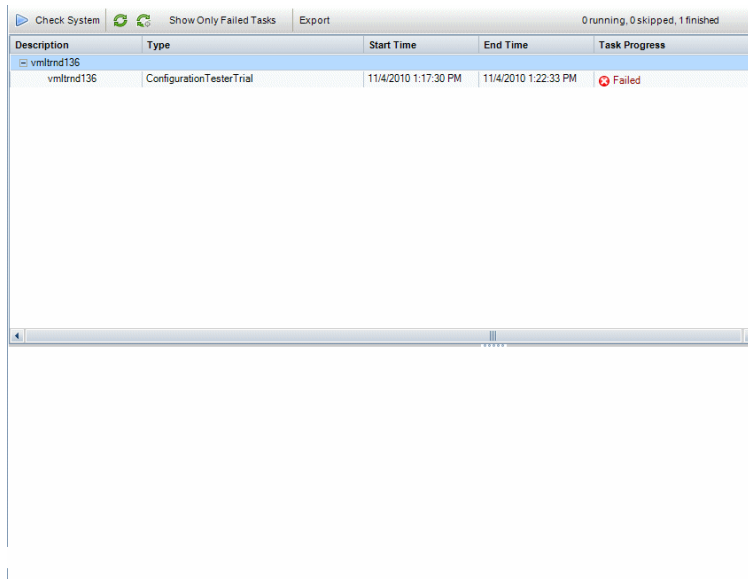 Check System Show Only Failed Tasks Export 0 running, 0 skipped, 1 finished
Description Type Start Time End Time Task Progress
vmltrnd136
vmltrnd136 ConfigurationTesterTrial 11/4/2010 1:17:30 PM 11/4/2010 1:22:33 PM Failed